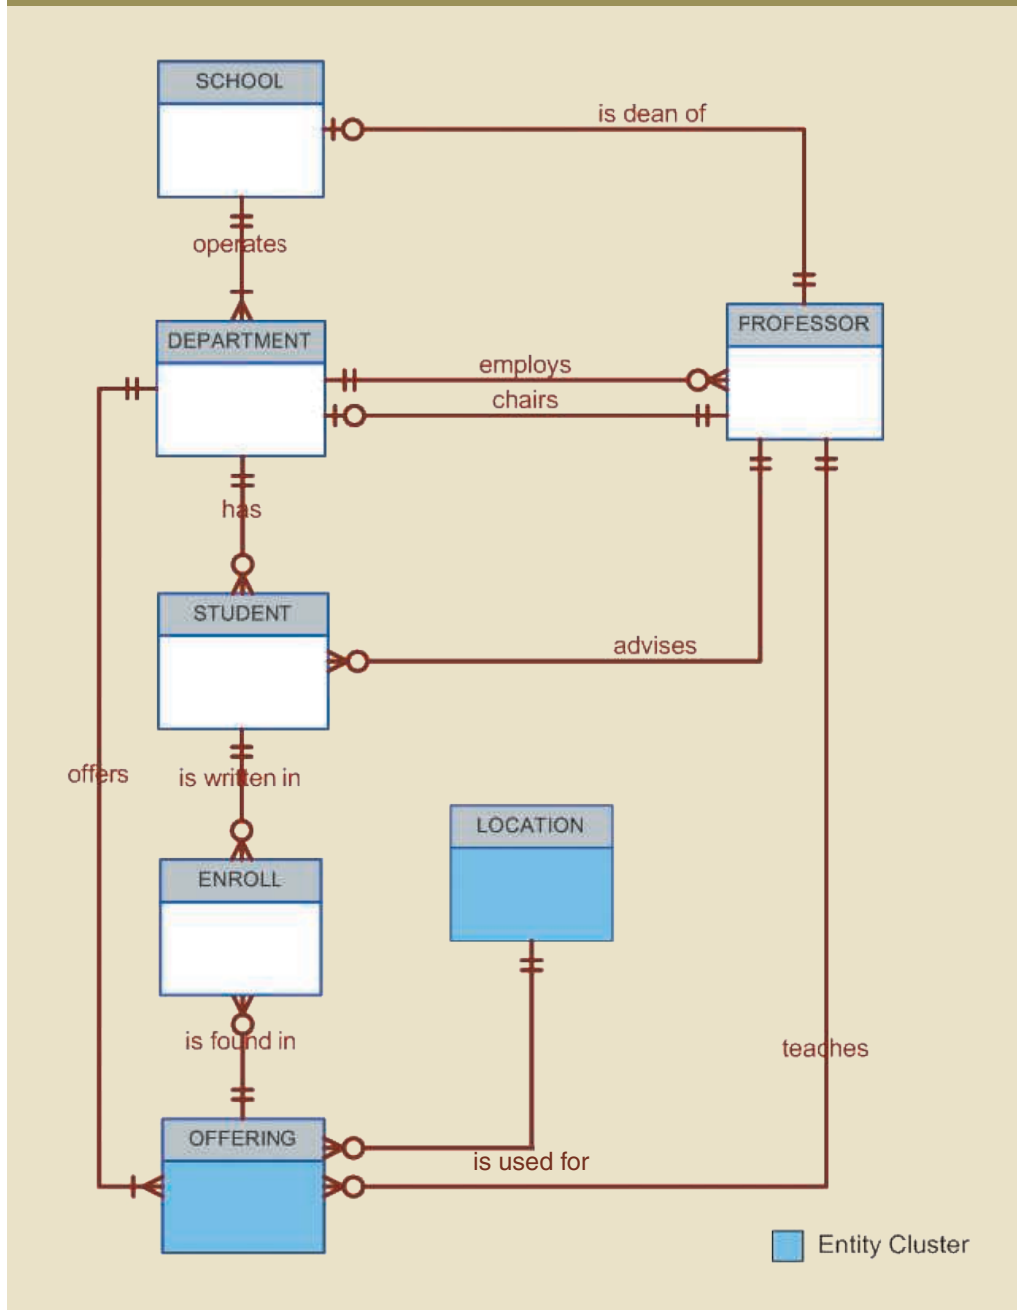 SCHOOL
is dean of
operates
PROFESSOR
DEPARTMENT
employs
chairs
has
STUDENT
advises
offers
is written in
LOCATION
ENROLL
is found in
teaches
OFFERING
is used for
Entity Cluster